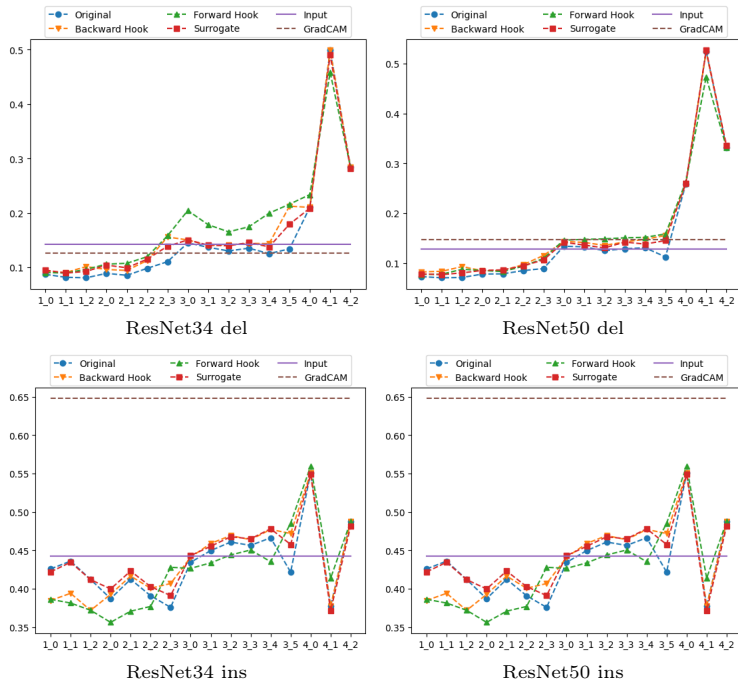 Original Forward Hook Input
Backward Hook Surrogate GradCAM
0.5
0.4
0.3
0.2
0.1
1_0 1_1 1_2 2_0 2_1 2_2 2_3 3_0 3_1 3_2 3_3 3_4 3_5 4_0 4_1 4_2
ResNet34 del
Original Forward Hook Input
Backward Hook Surrogate GradCAM
0.5
0.4
0.3
0.2
0.1
1_0 1_1 1_2 2_0 2_1 2_2 2_3 3_0 3_1 3_2 3_3 3_4 3_5 4_0 4_1 4_2
ResNet50 del
Original Forward Hook Input
Backward Hook Surrogate GradCAM
0.65
0.60
0.55
0.50
0.45
0.40
0.35
1_0 1_1 1_2 2_0 2_1 2_2 2_3 3_0 3_1 3_2 3_3 3_4 3_5 4_0 4_1 4_2
ResNet34 ins
Original Forward Hook Input
Backward Hook Surrogate GradCAM
0.65
0.60
0.55
0.50
0.45
0.40
0.35
1_0 1_1 1_2 2_0 2_1 2_2 2_3 3_0 3_1 3_2 3_3 3_4 3_5 4_0 4_1 4_2
ResNet50 ins